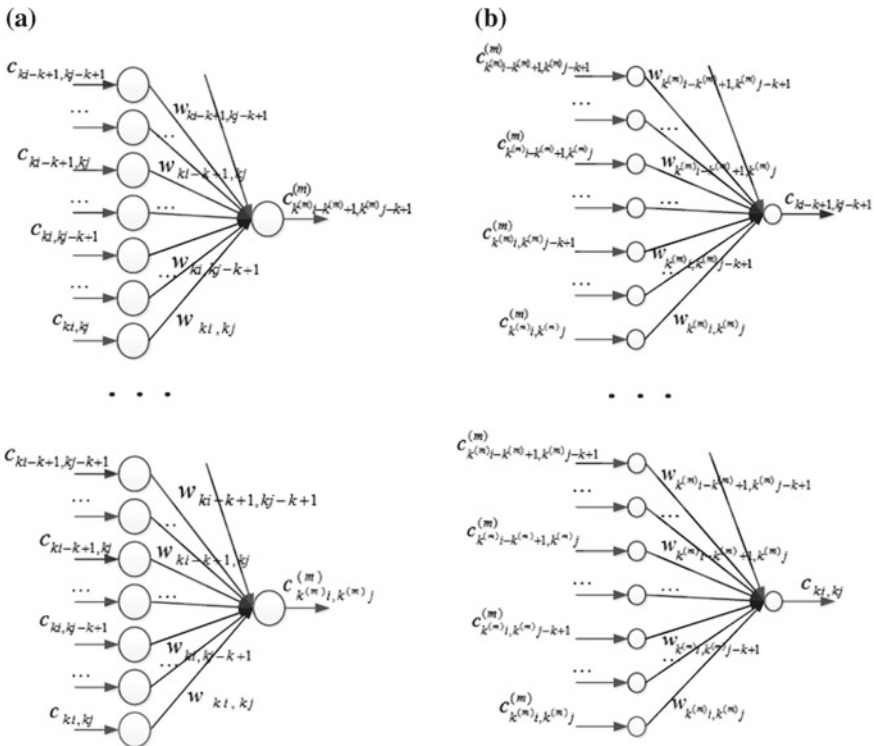 (a)
c_{ki-k+1,kj-k+1}
w_{ki-k+1,kj-k+1}
...
..
c_{ki-k+1,kj}
w_{ki-k+1,kj}
...
...
c^{(m)}_{k^{(m)}i-k^{(m)}+1,k^{(m)}j-k+1}
c_{ki,kj-k+1}
w_{ki,kj-k+1}
...
...
c_{ki,kj}
w_{ki,kj}
. . .
c_{ki-k+1,kj-k+1}
w_{ki-k+1,kj-k+1}
...
..
c_{ki-k+1,kj}
w_{ki-k+1,kj}
...
...
c^{(m)}_{k^{(m)}i,k^{(m)}j}
c_{ki,kj-k+1}
w_{ki,kj-k+1}
...
...
c_{ki,kj}
w_{ki,kj}
(b)
c^{(m)}_{k^{(m)}i-k^{(m)}+1,k^{(m)}j-k+1}
w_{k^{(m)}i-k^{(m)}+1,k^{(m)}j-k+1}
...
...
c^{(m)}_{k^{(m)}i-k^{(m)}+1,k^{(m)}j}
w_{k^{(m)}i-k^{(m)}+1,k^{(m)}j}
...
...
c_{ki-k+1,kj-k+1}
c^{(m)}_{k^{(m)}i,k^{(m)}j-k+1}
w_{k^{(m)}i,k^{(m)}j-k+1}
...
...
c^{(m)}_{k^{(m)}i,k^{(m)}j}
w_{k^{(m)}i,k^{(m)}j}
. . .
c^{(m)}_{k^{(m)}i-k^{(m)}+1,k^{(m)}j-k+1}
w_{k^{(m)}i-k^{(m)}+1,k^{(m)}j-k+1}
...
...
c^{(m)}_{k^{(m)}i-k^{(m)}+1,k^{(m)}j}
w_{k^{(m)}i-k^{(m)}+1,k^{(m)}j}
...
...
c_{ki,kj}
c^{(m)}_{k^{(m)}i,k^{(m)}j-k+1}
w_{k^{(m)}i,k^{(m)}j-k+1}
...
...
c^{(m)}_{k^{(m)}i,k^{(m)}j}
w_{k^{(m)}i,k^{(m)}j}